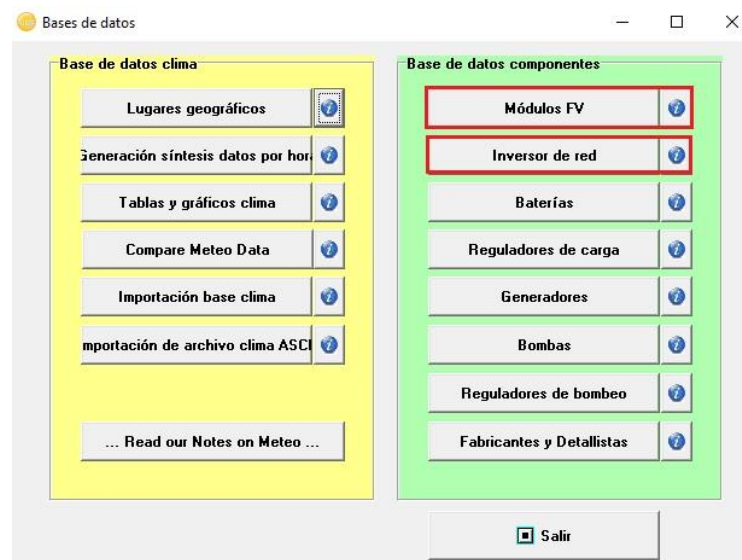 Bases de datos
Base de datos clima
Lugares geográficos
Generación síntesis datos por hora
Tablas y gráficos clima
Compare Meteo Data
Importación base clima
mportación de archivo clima ASCI
... Read our Notes on Meteo ...
Base de datos componentes
Módulos FV
Inversor de red
Baterías
Reguladores de carga
Generadores
Bombas
Reguladores de bombeo
Fabricantes y Detallistas
Salir